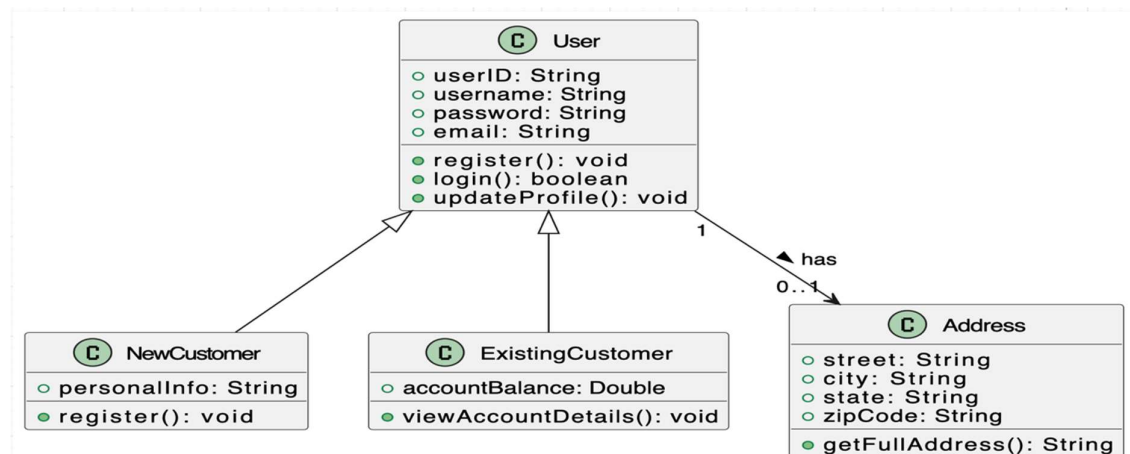 C User
userID: String
username: String
password: String
email: String
register(): void
login(): boolean
updateProfile(): void
1
has
0..1
C NewCustomer
personalInfo: String
register(): void
C ExistingCustomer
accountBalance: Double
viewAccountDetails(): void
C Address
street: String
city: String
state: String
zipCode: String
getFullAddress(): String